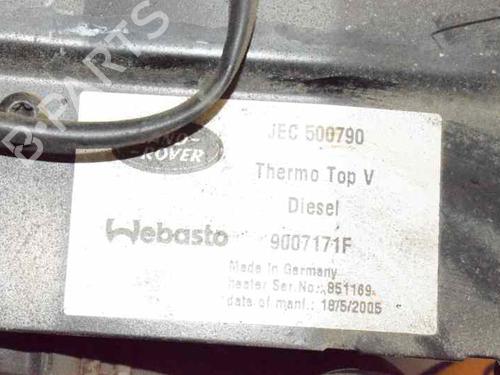 B PARTS
ROVER
JEC 500790
Thermo Top V
Diesel
Webasto 9007171F
Made in Germany
heater Ser.No.: 851169
date of manf.: 18/5/2005